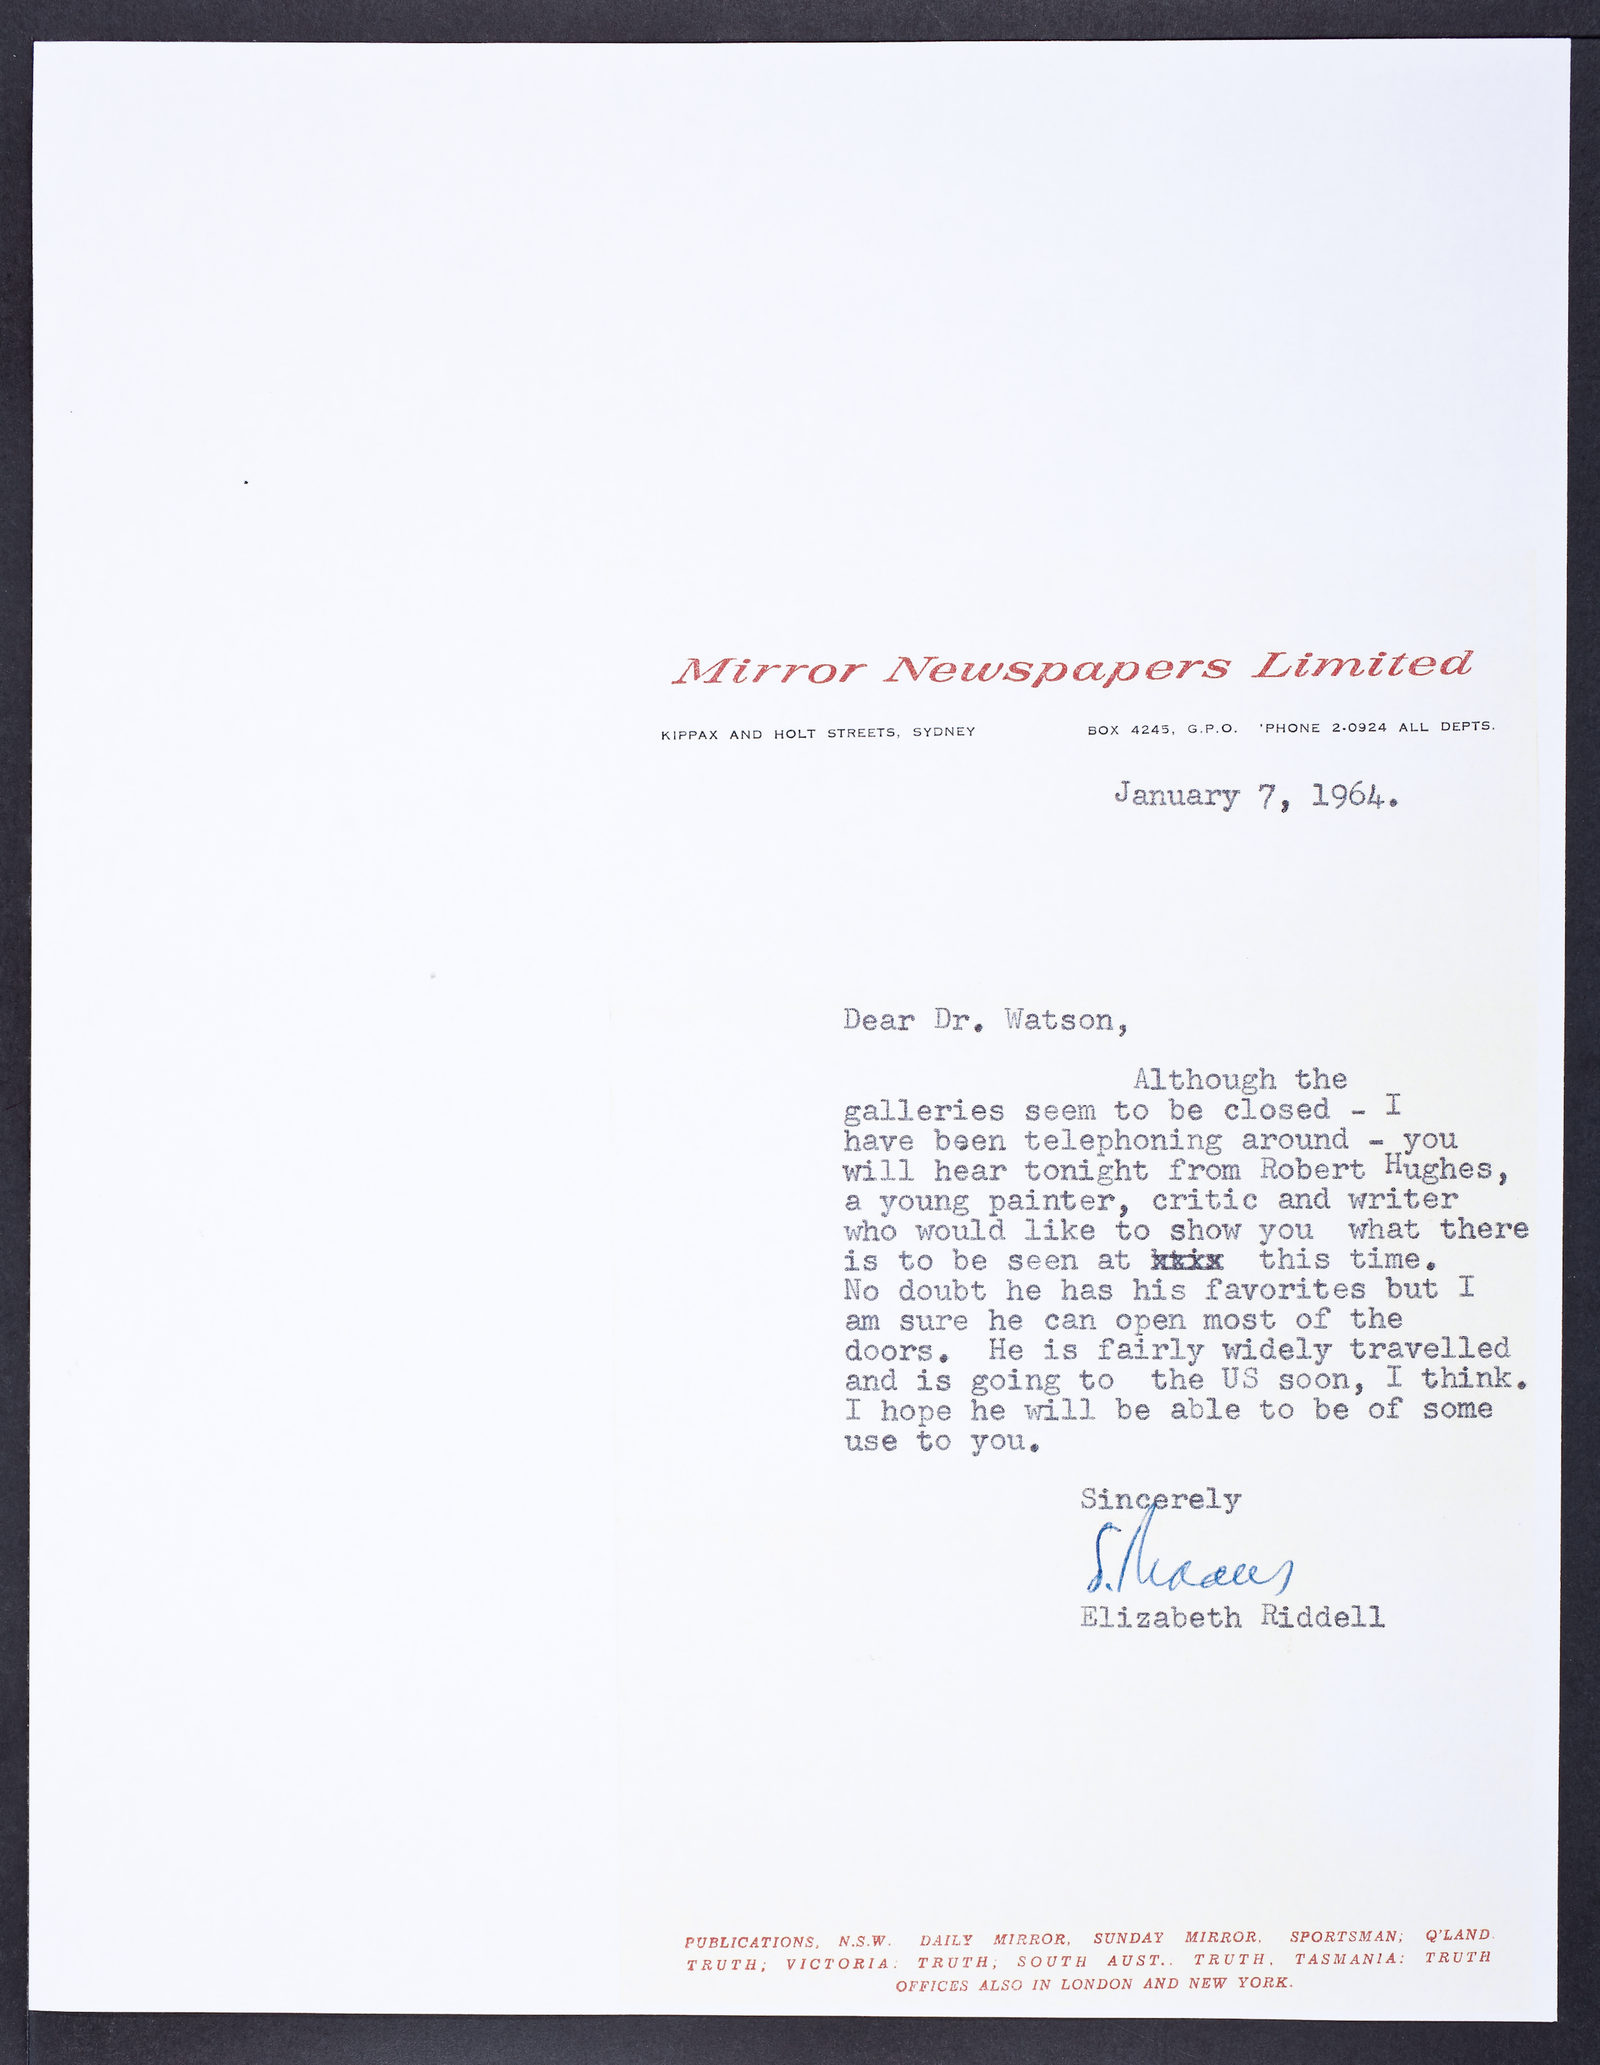 Mirror Newspapers Limited
KIPPAX AND HOLT STREETS, SYDNEY BOX 4245, G.P.O. 'PHONE 2-0924 ALL DEPTS.
January 7, 1964.
Dear Dr. Watson,
Although the
galleries seem to be closed - I
have been telephoning around - you
will hear tonight from Robert Hughes,
a young painter, critic and writer
who would like to show you what there
is to be seen at this time.
No doubt he has his favorites but I
am sure he can open most of the
doors. He is fairly widely travelled
and is going to the US soon, I think.
I hope he will be able to be of some
use to you.
Sincerely
Elizabeth Riddell
PUBLICATIONS, N.S.W. DAILY MIRROR, SUNDAY MIRROR, SPORTSMAN; Q'LAND.
TRUTH; VICTORIA: TRUTH; SOUTH AUST.: TRUTH, TASMANIA: TRUTH
OFFICES ALSO IN LONDON AND NEW YORK.